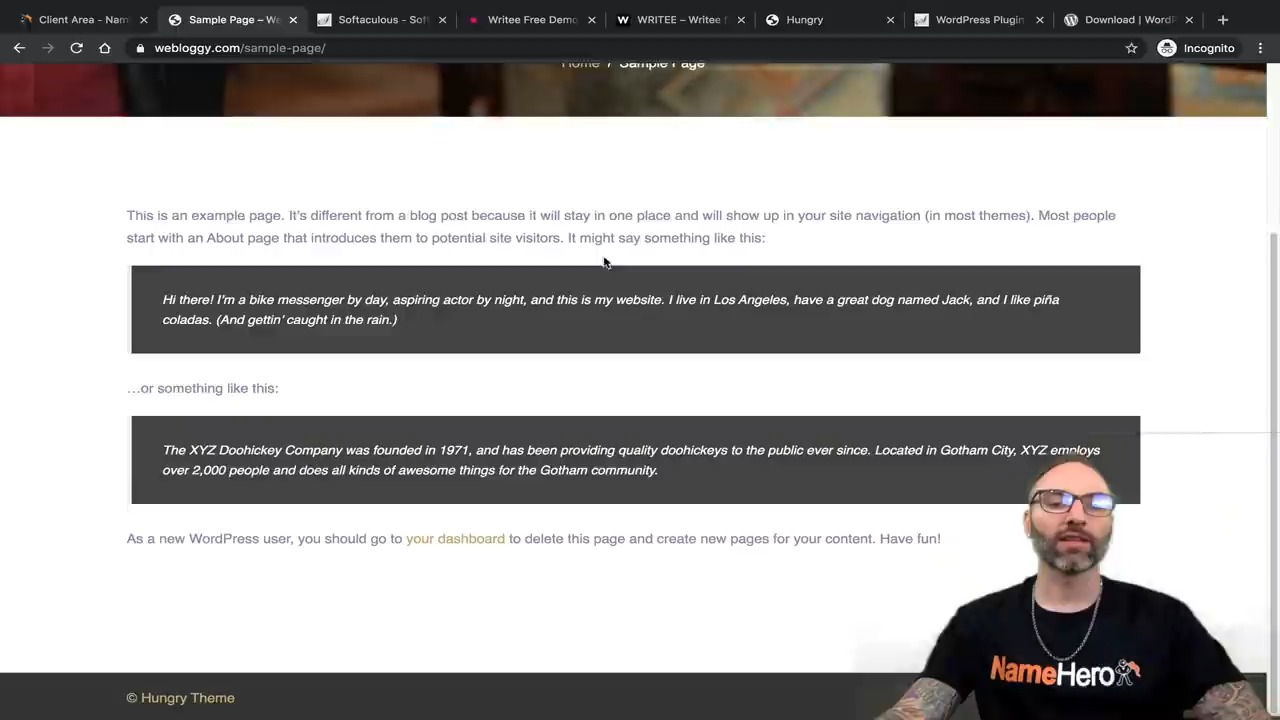 Client Area - Nam
Sample Page – We
Softaculous - Sof
Writee Free Demo
WRITEE – Writee f
Hungry
WordPress Plugin
Download | WordP
webloggy.com/sample-page/
Incognito
Home / Sample Page
This is an example page. It's different from a blog post because it will stay in one place and will show up in your site navigation (in most themes). Most people
start with an About page that introduces them to potential site visitors. It might say something like this:
Hi there! I'm a bike messenger by day, aspiring actor by night, and this is my website. I live in Los Angeles, have a great dog named Jack, and I like piña
coladas. (And gettin' caught in the rain.)
…or something like this:
The XYZ Doohickey Company was founded in 1971, and has been providing quality doohickeys to the public ever since. Located in Gotham City, XYZ employs
over 2,000 people and does all kinds of awesome things for the Gotham community.
As a new WordPress user, you should go to your dashboard to delete this page and create new pages for your content. Have fun!
NameHero
© Hungry Theme